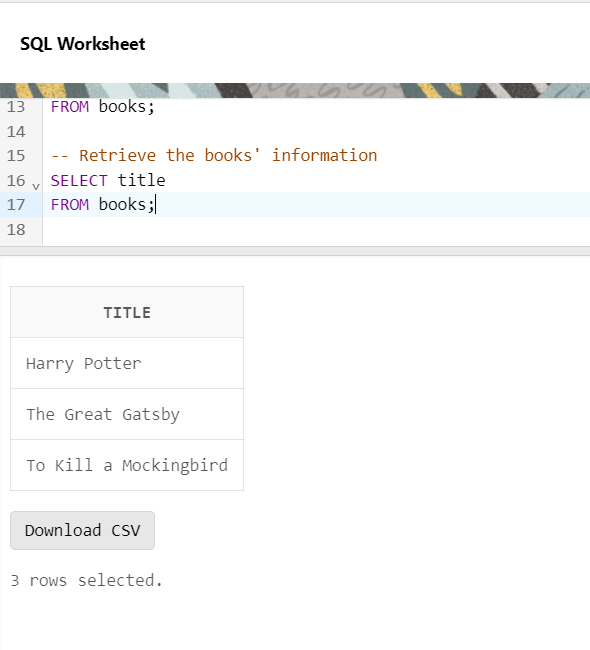 SQL Worksheet
13 FROM books;
14
15 -- Retrieve the books' information
16 SELECT title
17 FROM books;
18
TITLE
Harry Potter
The Great Gatsby
To Kill a Mockingbird
Download CSV
3 rows selected.